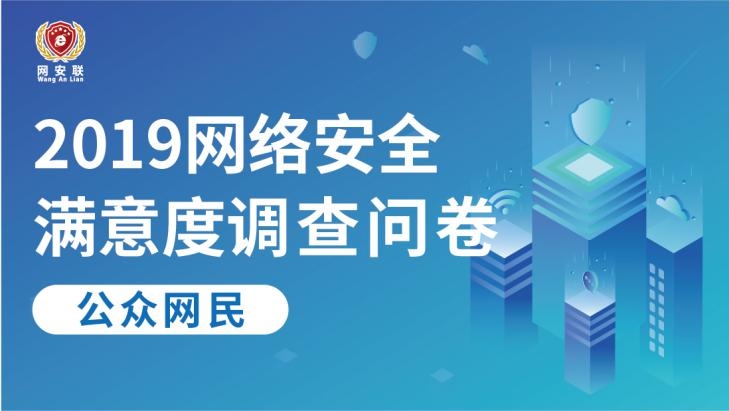 网安联
Wang An Lian
2019网络安全
满意度调查问卷
公众网民